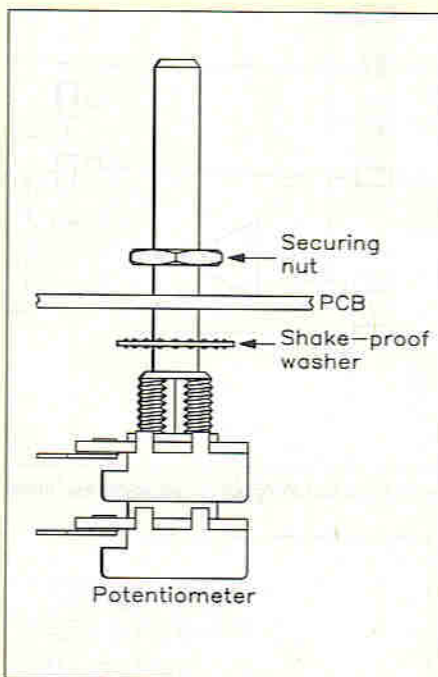 Securing
nut
PCB
Shake-proof
washer
Potentiometer